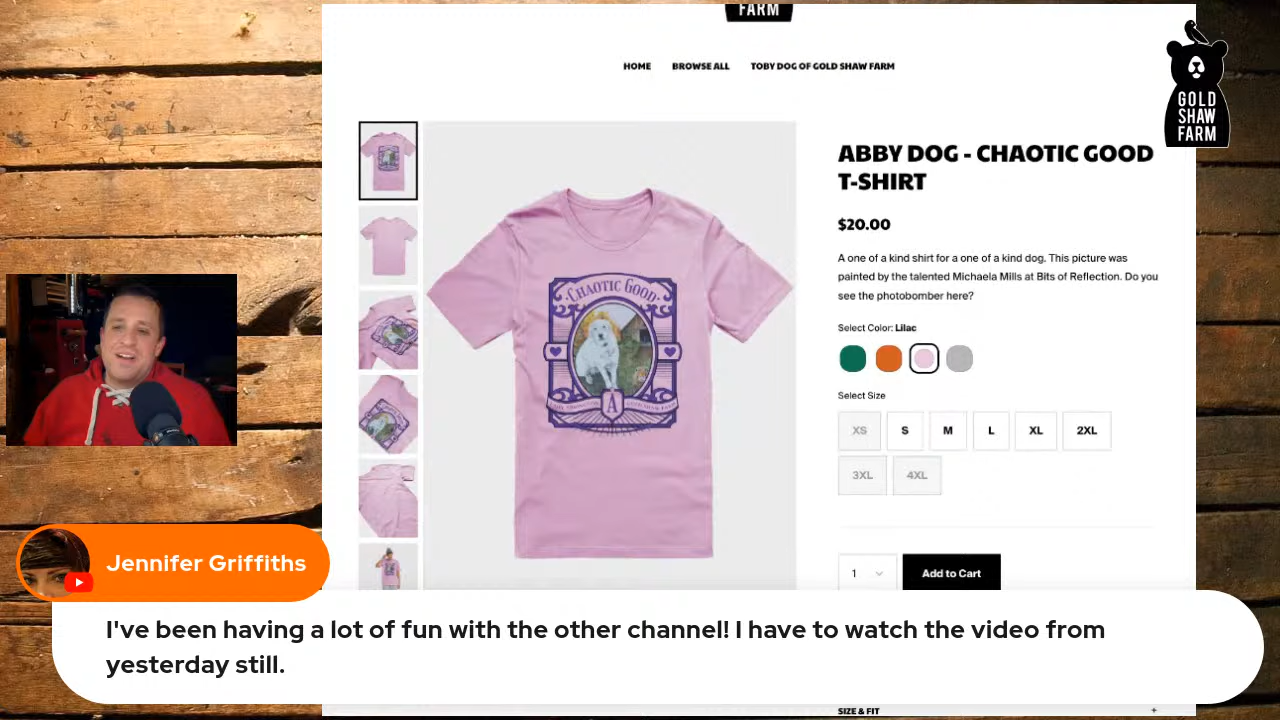 FARM
HOME BROWSE ALL TOBY DOG OF GOLD SHAW FARM
GOLD
SHAW
FARM
ABBY DOG - CHAOTIC GOOD
T-SHIRT
$20.00
A one of a kind shirt for a one of a kind dog. This picture was
painted by the talented Michaela Mills at Bits of Reflection. Do you
see the photobomber here?
Select Color: Lilac
Select Size
XS S M L XL 2XL
3XL 4XL
CHAOTIC GOOD
A
1 Add to Cart
Jennifer Griffiths
I've been having a lot of fun with the other channel! I have to watch the video from
yesterday still.
SIZE & FIT +